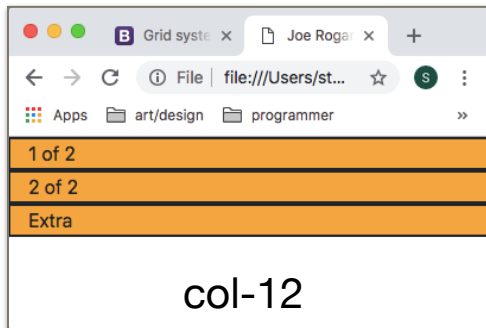 B Grid syste × Joe Rogan × +
File file:///Users/st... S
Apps art/design programmer »
1 of 2
2 of 2
Extra
col-12